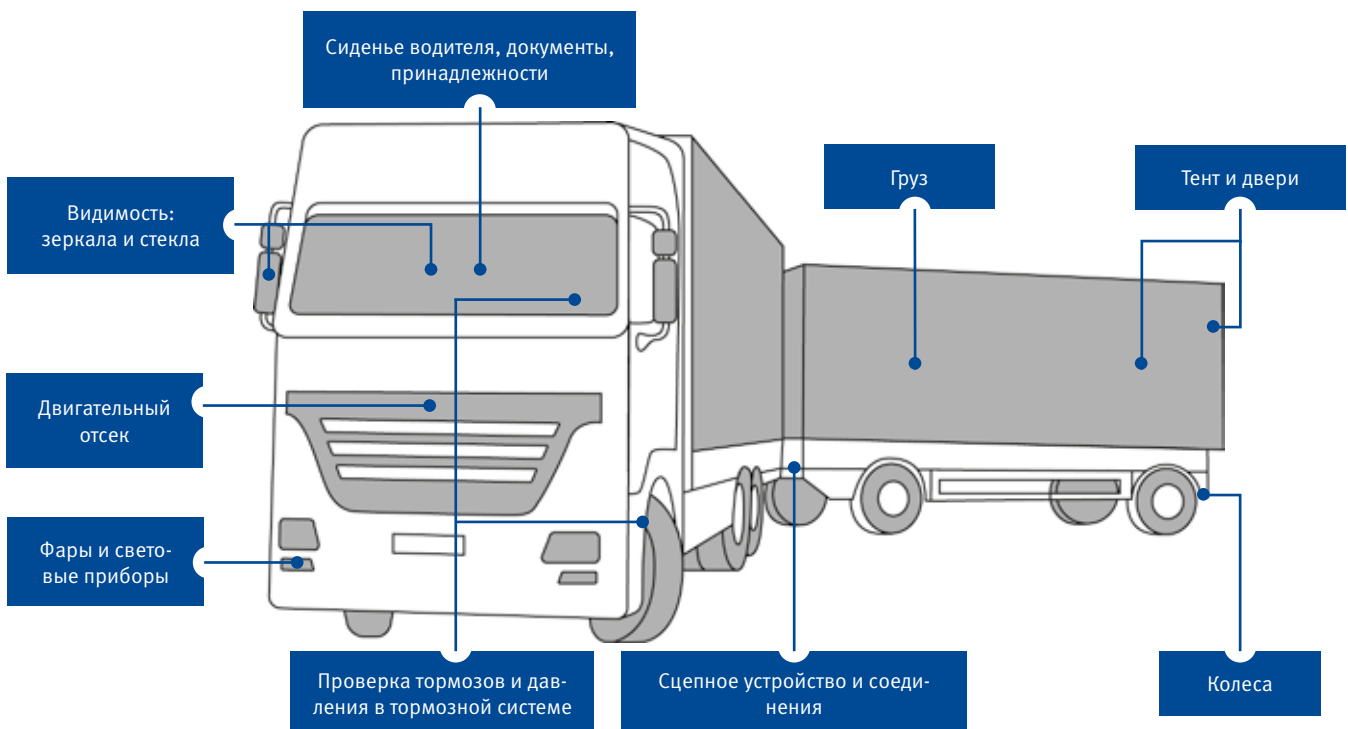 Сиденье водителя, документы,
принадлежности
Видимость:
зеркала и стекла
Груз
Тент и двери
Двигательный
отсек
Фары и свето-
вые приборы
Проверка тормозов и дав-
ления в тормозной системе
Сцепное устройство и соеди-
нения
Колеса